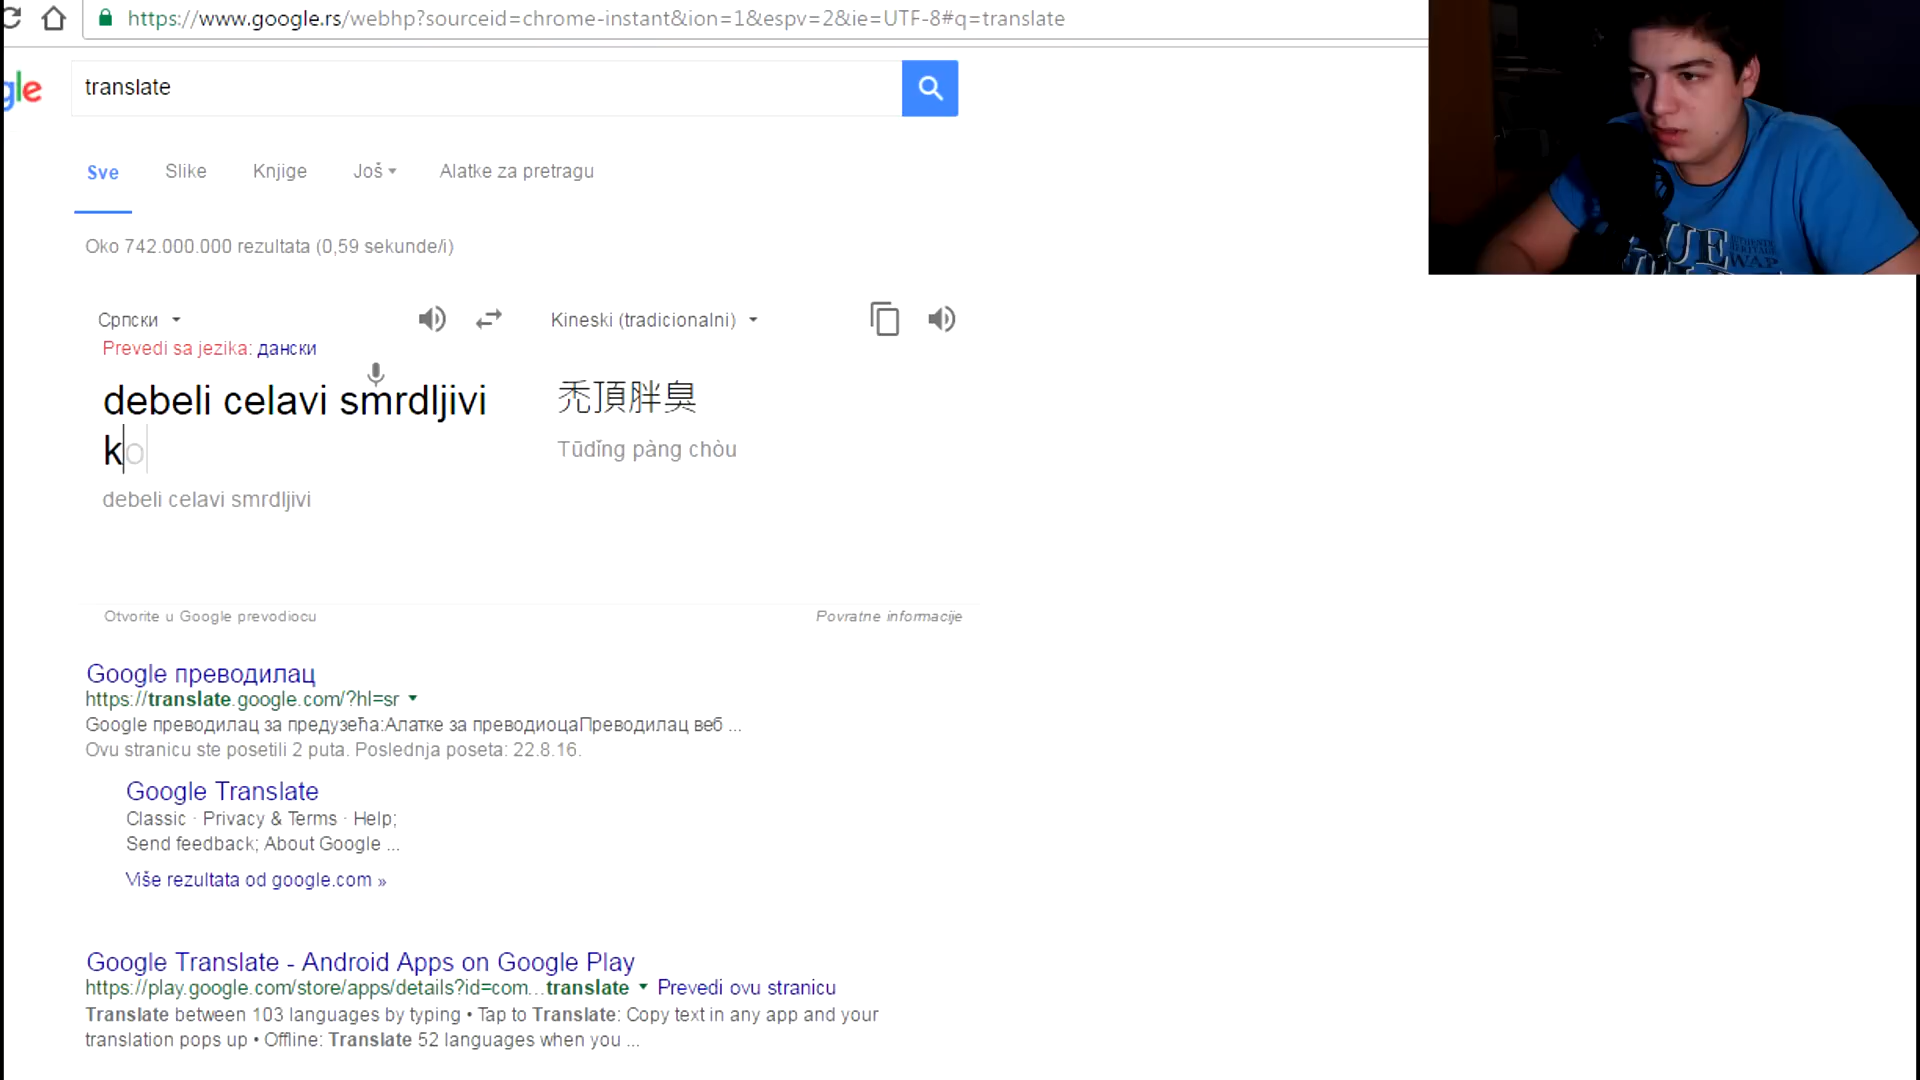 https://www.google.rs/webhp?sourceid=chrome-instant&ion=1&espv=2&ie=UTF-8#q=translate
gle
translate
Sve Slike Knjige Još Alatke za pretragu
Oko 742.000.000 rezultata (0,59 sekunde/i)
Српски Kineski (tradicionalni)
Prevedi sa jezika: дански
debeli celavi smrdljivi 禿頂胖臭
ko
Tūdǐng pàng chòu
debeli celavi smrdljivi
Otvorite u Google prevodiocu Povratne informacije
Google преводилац
https://translate.google.com/?hl=sr
Google преводилац за предузећа:Алатке за преводиоцаПреводилац веб ...
Ovu stranicu ste posetili 2 puta. Poslednja poseta: 22.8.16.
Google Translate
Classic · Privacy & Terms · Help;
Send feedback; About Google ...
Više rezultata od google.com »
Google Translate - Android Apps on Google Play
https://play.google.com/store/apps/details?id=com...translate Prevedi ovu stranicu
Translate between 103 languages by typing • Tap to Translate: Copy text in any app and your
translation pops up • Offline: Translate 52 languages when you ...